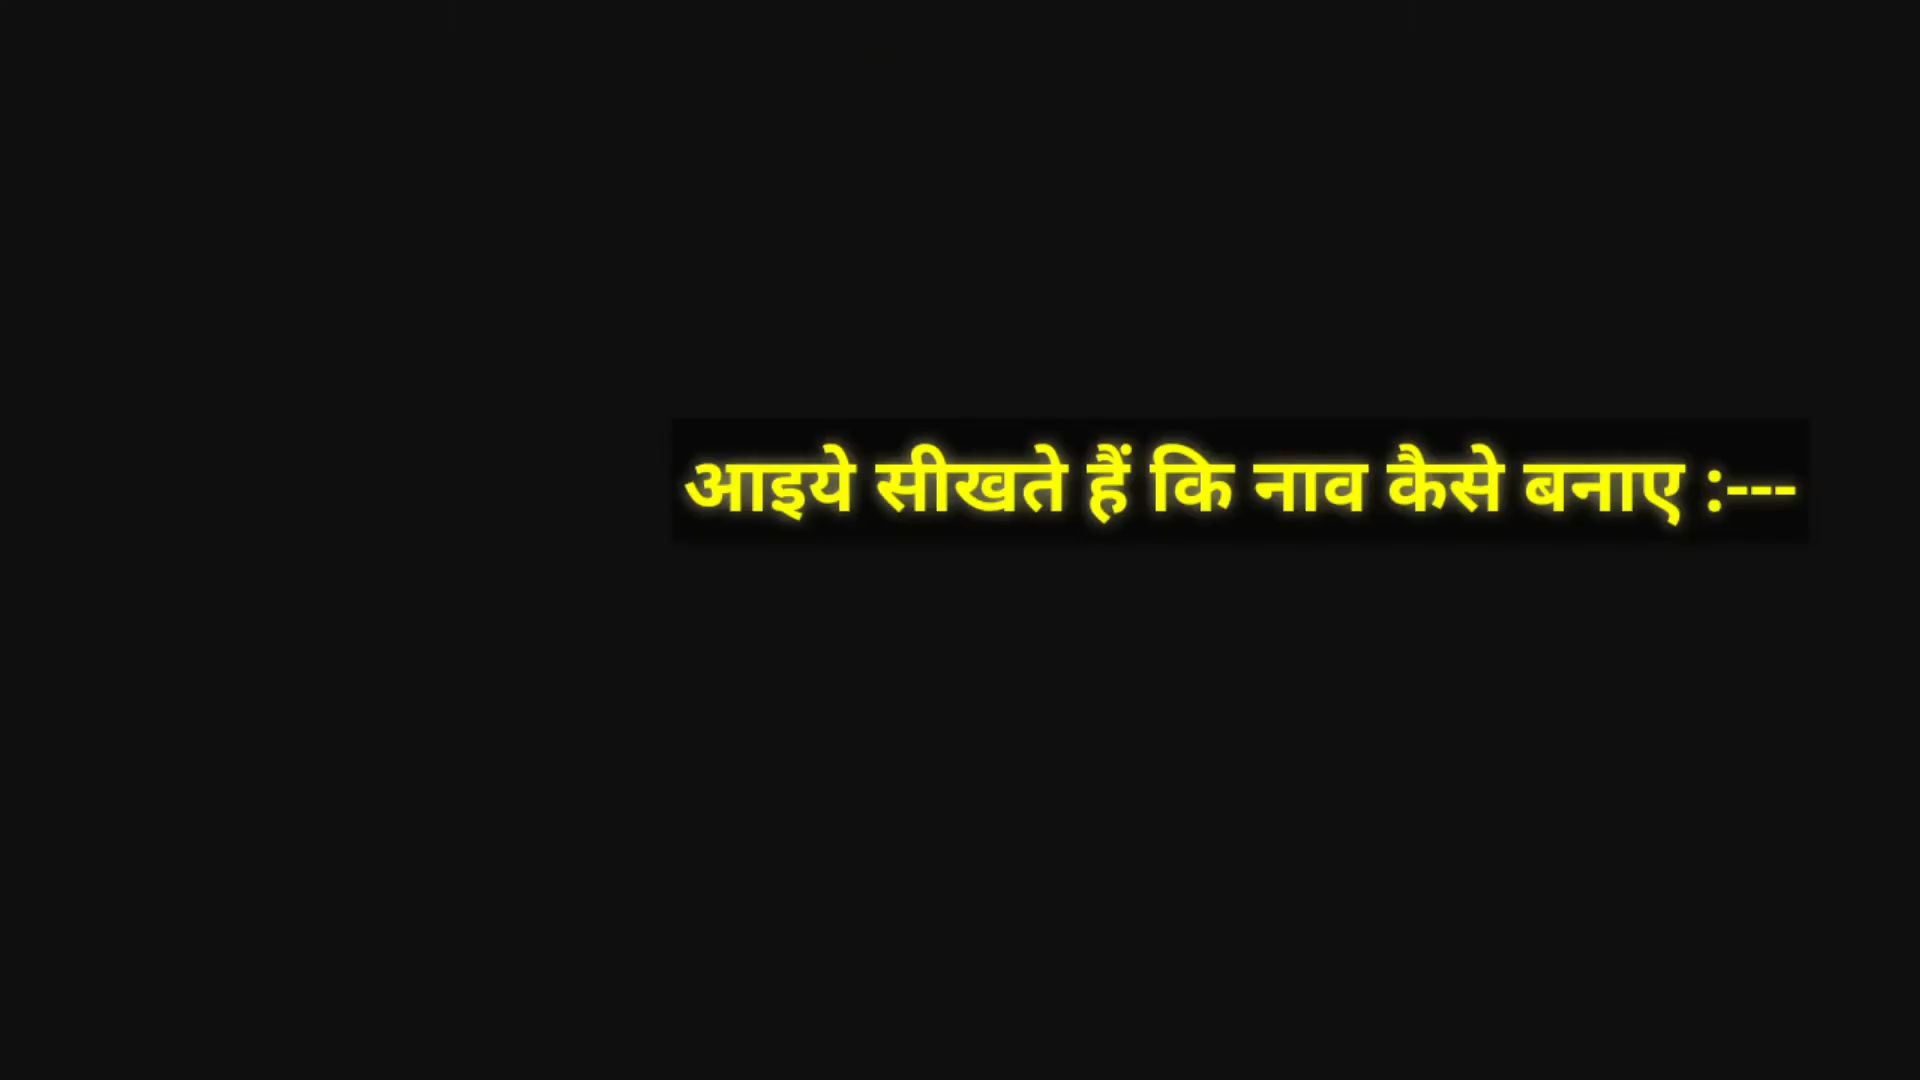 आइये सीखते हैं कि नाव कैसे बनाए :---